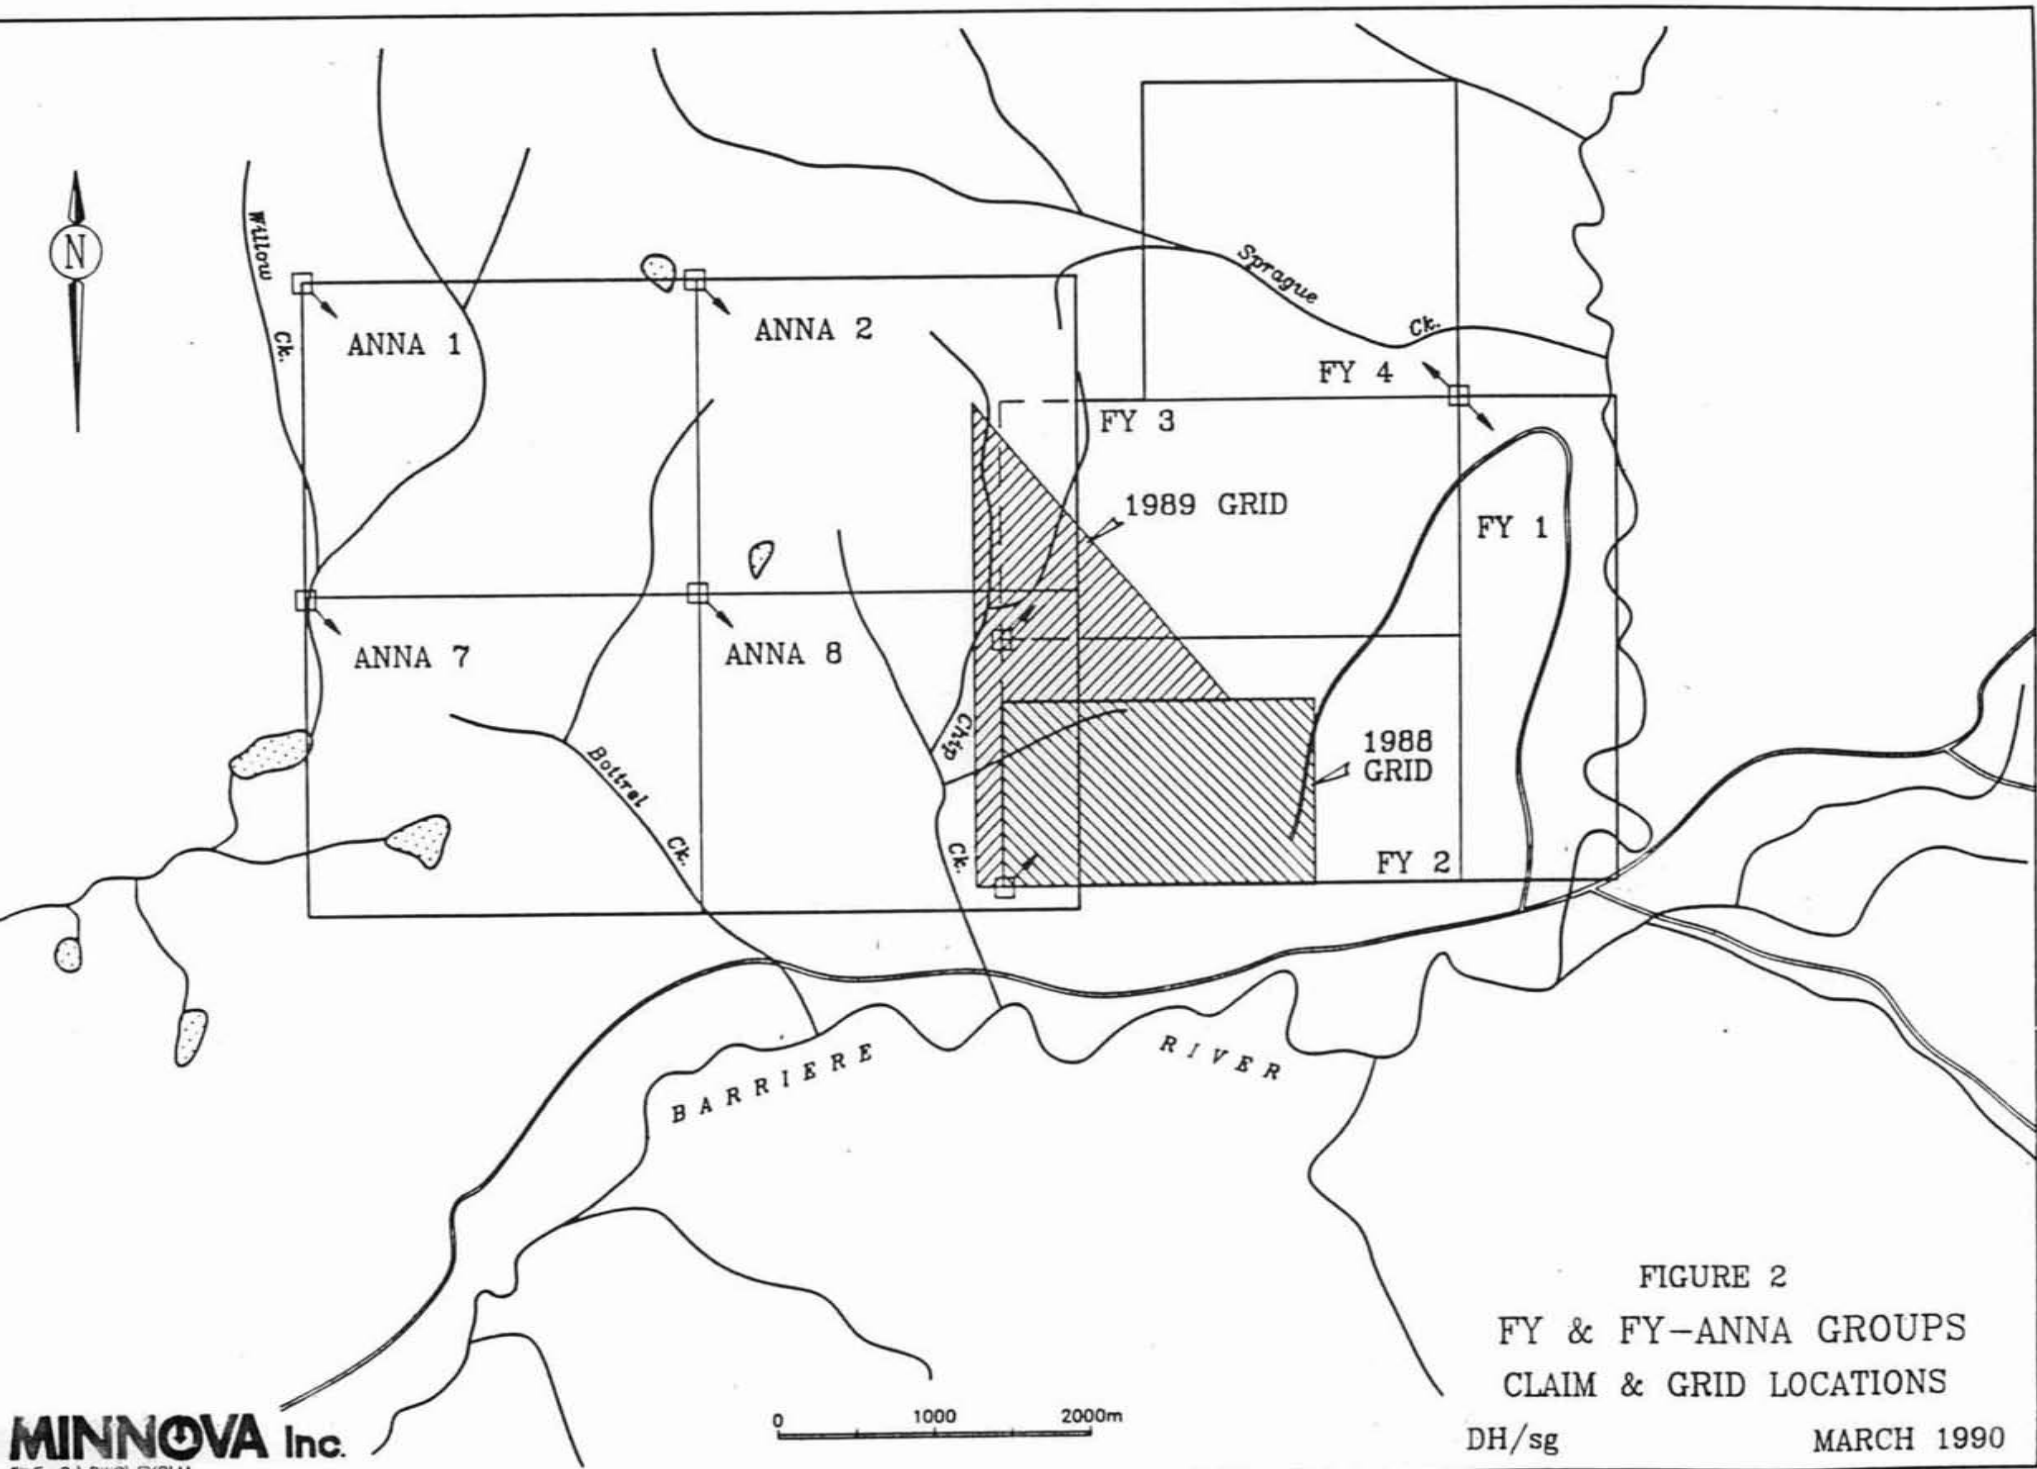 N
Willow
Ck.
Sprague
Ck.
ANNA 1
ANNA 2
FY 4
FY 3
1989 GRID
FY 1
ANNA 7
ANNA 8
Chip
Ck.
Bottrel
Ck.
1988
GRID
FY 2
BARRIERE RIVER
FIGURE 2
FY & FY-ANNA GROUPS
CLAIM & GRID LOCATIONS
DH/sg MARCH 1990
0 1000 2000m
MINNOVA Inc.